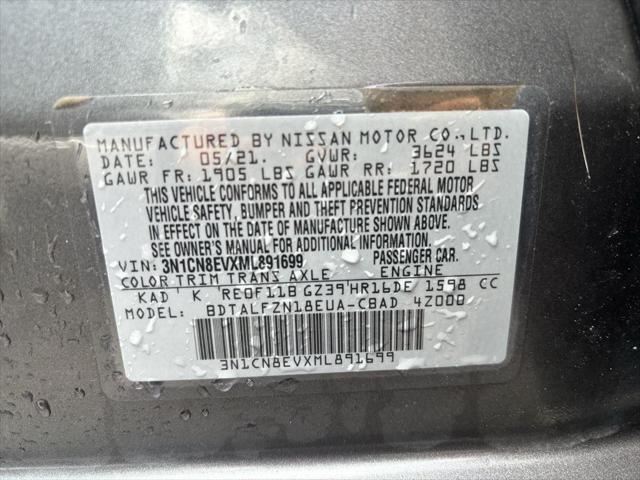 MANUFACTURED BY NISSAN MOTOR CO.,LTD.
DATE: 05/21. GVWR: 3624 LBS
GAWR FR: 1905 LBS GAWR RR: 1720 LBS
THIS VEHICLE CONFORMS TO ALL APPLICABLE FEDERAL MOTOR
VEHICLE SAFETY, BUMPER AND THEFT PREVENTION STANDARDS
IN EFFECT ON THE DATE OF MANUFACTURE SHOWN ABOVE.
SEE OWNER'S MANUAL FOR ADDITIONAL INFORMATION.
VIN: 3N1CN8EVXML891699 PASSENGER CAR.
COLOR TRIM TRANS AXLE ENGINE
KAD K RE0F11B GZ39 HR16DE 1598 CC
MODEL: BDTALFZN18EUA-CBAD 4Z000
3N1CN8EVXML891699